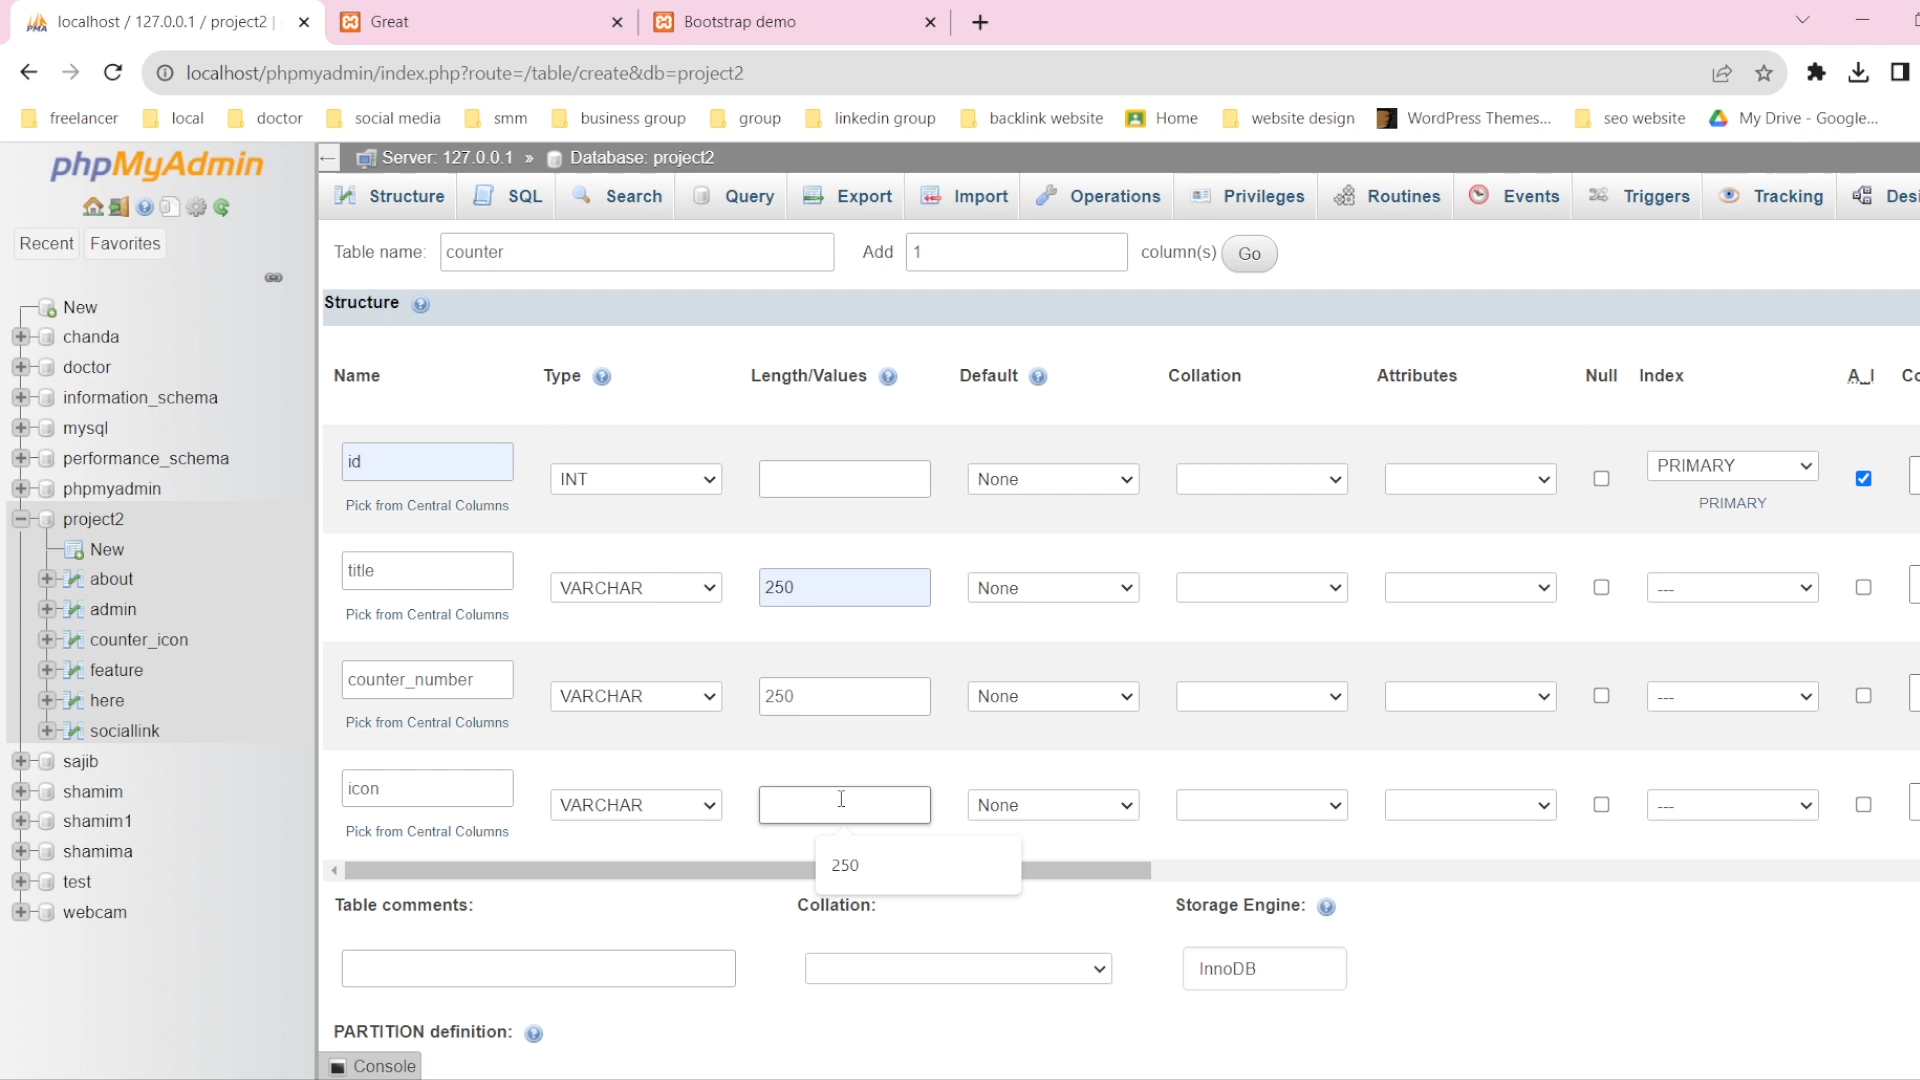 localhost / 127.0.0.1 / project2 |
Great
Bootstrap demo
localhost/phpmyadmin/index.php?route=/table/create&db=project2
freelancer
local
doctor
social media
smm
business group
group
linkedin group
backlink website
Home
website design
WordPress Themes...
seo website
My Drive - Google...
phpMyAdmin
Recent
Favorites
New
chanda
doctor
information_schema
mysql
performance_schema
phpmyadmin
project2
New
about
admin
counter_icon
feature
here
sociallink
sajib
shamim
shamim1
shamima
test
webcam
Server: 127.0.0.1 » Database: project2
Structure
SQL
Search
Query
Export
Import
Operations
Privileges
Routines
Events
Triggers
Tracking
Desi
Table name: counter Add 1 column(s) Go
Structure
Name Type Length/Values Default Collation Attributes Null Index A_I Co
id INT None PRIMARY
Pick from Central Columns PRIMARY
title VARCHAR 250 None ---
Pick from Central Columns
counter_number VARCHAR 250 None ---
Pick from Central Columns
icon VARCHAR None ---
Pick from Central Columns
250
Table comments: Collation: Storage Engine:
InnoDB
PARTITION definition:
Console